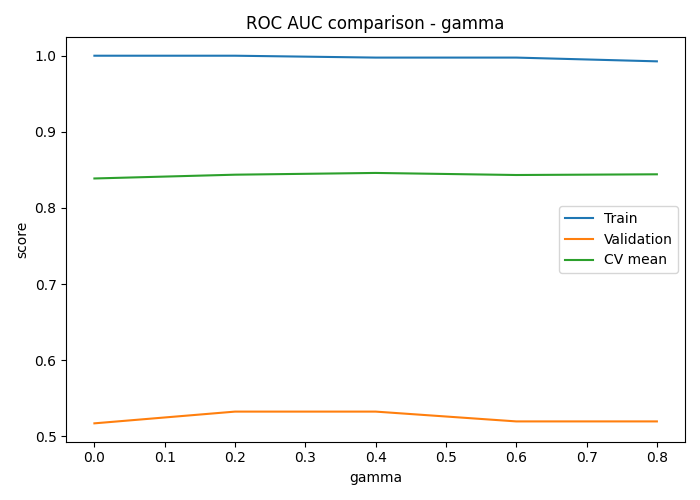 ROC AUC comparison - gamma
1.0
0.9
0.8
0.7
0.6
0.5
score
Train
Validation
CV mean
0.0 0.1 0.2 0.3 0.4 0.5 0.6 0.7 0.8
gamma